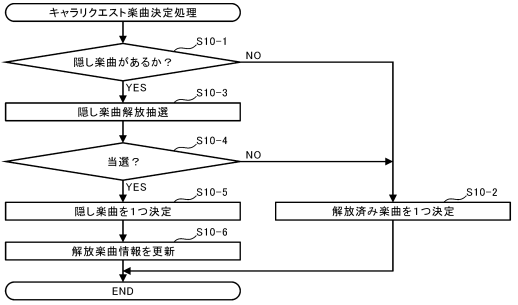 キャラリクエスト楽曲決定処理
S10-1
隠し楽曲があるか？
NO
YES
S10-3
隠し楽曲解放抽選
S10-4
当選？
NO
YES
S10-5
隠し楽曲を1つ決定
S10-2
解放済み楽曲を1つ決定
S10-6
解放楽曲情報を更新
END